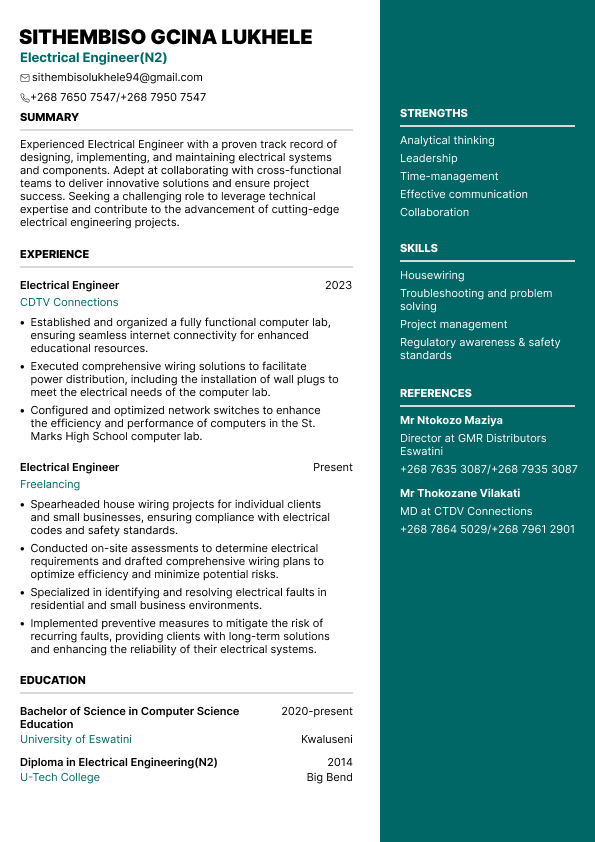 SITHEMBISO GCINA LUKHELE
Electrical Engineer(N2)
sithembisolukhele94@gmail.com
+268 7650 7547/+268 7950 7547
SUMMARY
Experienced Electrical Engineer with a proven track record of
designing, implementing, and maintaining electrical systems
and components. Adept at collaborating with cross-functional
teams to deliver innovative solutions and ensure project
success. Seeking a challenging role to leverage technical
expertise and contribute to the advancement of cutting-edge
electrical engineering projects.
EXPERIENCE
Electrical Engineer 2023
CDTV Connections
• Established and organized a fully functional computer lab,
ensuring seamless internet connectivity for enhanced
educational resources.
• Executed comprehensive wiring solutions to facilitate
power distribution, including the installation of wall plugs to
meet the electrical needs of the computer lab.
• Configured and optimized network switches to enhance
the efficiency and performance of computers in the St.
Marks High School computer lab.
Electrical Engineer Present
Freelancing
• Spearheaded house wiring projects for individual clients
and small businesses, ensuring compliance with electrical
codes and safety standards.
• Conducted on-site assessments to determine electrical
requirements and drafted comprehensive wiring plans to
optimize efficiency and minimize potential risks.
• Specialized in identifying and resolving electrical faults in
residential and small business environments.
• Implemented preventive measures to mitigate the risk of
recurring faults, providing clients with long-term solutions
and enhancing the reliability of their electrical systems.
EDUCATION
Bachelor of Science in Computer Science 2020-present
Education
University of Eswatini Kwaluseni
Diploma in Electrical Engineering(N2) 2014
U-Tech College Big Bend
STRENGTHS
Analytical thinking
Leadership
Time-management
Effective communication
Collaboration
SKILLS
Housewiring
Troubleshooting and problem
solving
Project management
Regulatory awareness & safety
standards
REFERENCES
Mr Ntokozo Maziya
Director at GMR Distributors
Eswatini
+268 7635 3087/+268 7935 3087
Mr Thokozane Vilakati
MD at CTDV Connections
+268 7864 5029/+268 7961 2901